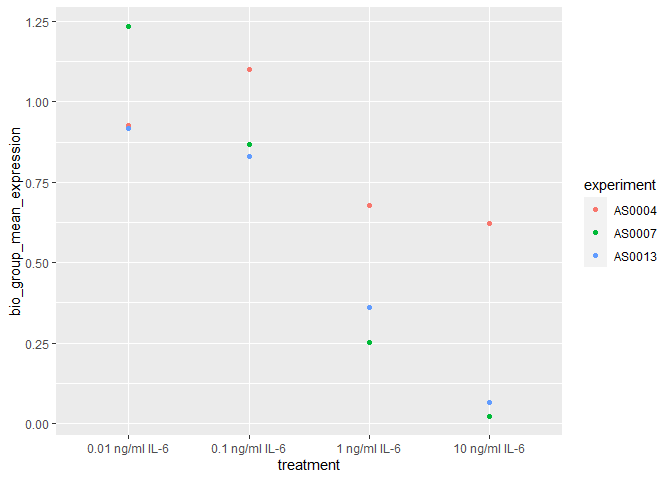 1.25
1.00
0.75
0.50
0.25
0.00
bio_group_mean_expression
0.01 ng/ml IL-6
0.1 ng/ml IL-6
1 ng/ml IL-6
10 ng/ml IL-6
treatment
experiment
AS0004
AS0007
AS0013